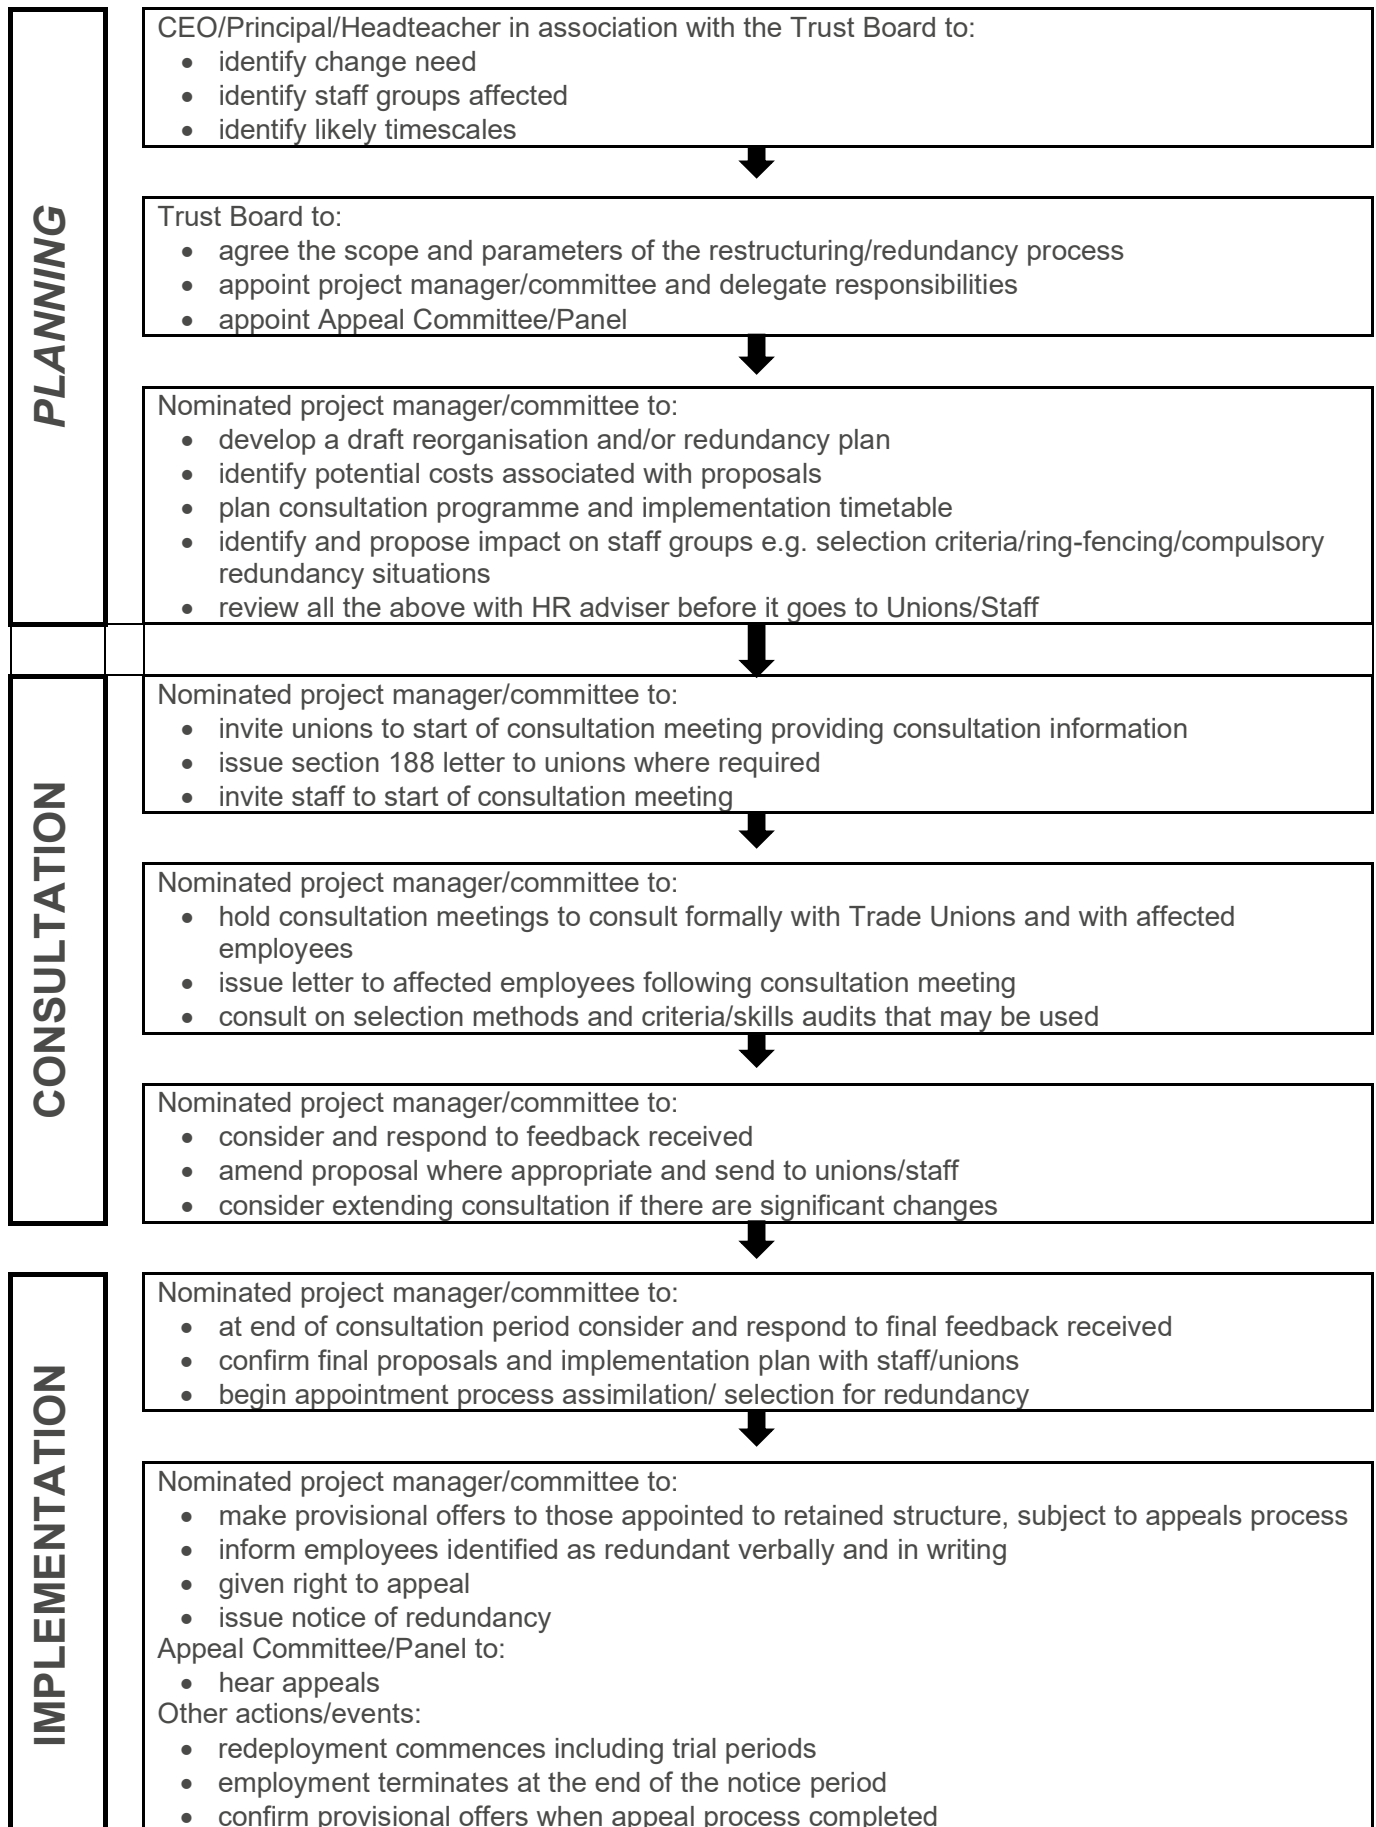 PLANNING
CEO/Principal/Headteacher in association with the Trust Board to:
• identify change need
• identify staff groups affected
• identify likely timescales
Trust Board to:
• agree the scope and parameters of the restructuring/redundancy process
• appoint project manager/committee and delegate responsibilities
• appoint Appeal Committee/Panel
Nominated project manager/committee to:
• develop a draft reorganisation and/or redundancy plan
• identify potential costs associated with proposals
• plan consultation programme and implementation timetable
• identify and propose impact on staff groups e.g. selection criteria/ring-fencing/compulsory
redundancy situations
• review all the above with HR adviser before it goes to Unions/Staff
CONSULTATION
Nominated project manager/committee to:
• invite unions to start of consultation meeting providing consultation information
• issue section 188 letter to unions where required
• invite staff to start of consultation meeting
Nominated project manager/committee to:
• hold consultation meetings to consult formally with Trade Unions and with affected
employees
• issue letter to affected employees following consultation meeting
• consult on selection methods and criteria/skills audits that may be used
Nominated project manager/committee to:
• consider and respond to feedback received
• amend proposal where appropriate and send to unions/staff
• consider extending consultation if there are significant changes
IMPLEMENTATION
Nominated project manager/committee to:
• at end of consultation period consider and respond to final feedback received
• confirm final proposals and implementation plan with staff/unions
• begin appointment process assimilation/ selection for redundancy
Nominated project manager/committee to:
• make provisional offers to those appointed to retained structure, subject to appeals process
• inform employees identified as redundant verbally and in writing
• given right to appeal
• issue notice of redundancy
Appeal Committee/Panel to:
• hear appeals
Other actions/events:
• redeployment commences including trial periods
• employment terminates at the end of the notice period
• confirm provisional offers when appeal process completed